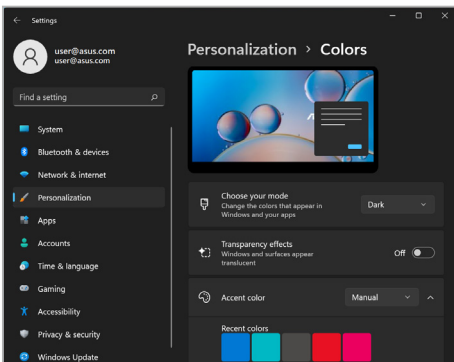 Settings
user@asus.com
user@asus.com
Find a setting
System
Bluetooth & devices
Network & internet
Personalization
Apps
Accounts
Time & language
Gaming
Accessibility
Privacy & security
Windows Update
Personalization > Colors
Choose your mode
Change the colors that appear in
Windows and your apps
Dark
Transparency effects
Windows and surfaces appear
translucent
Off
Accent color
Manual
Recent colors